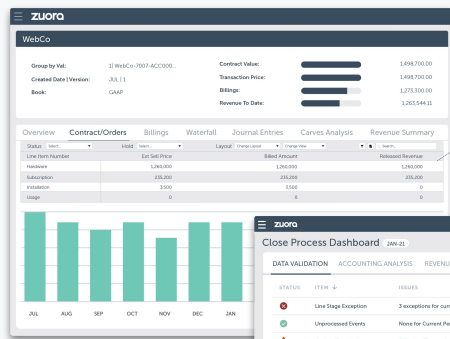 zuora
WebCo
Group by Val: 1| WebCo-7007-ACC000... Contract Value: 1,498,700.00
Created Date | Version: JUL | 1 Transaction Price: 1,498,700.00
Book: GAAP Billings: 1,273,300.00
Revenue To Date: 1,263,544.11
Overview Contract/Orders Billings Waterfall Journal Entries Carves Analysis Revenue Summary
Status Select... Hold Select... Layout Change Layout Change View Search...
Line Item Number Ext Sell Price Billed Amount Released Revenue
Hardware 1,260,000 1,260,000 1,260,000
Subscription 235,200 235,200 235,200
Installation 3,500 3,500 0
Usage 0 0 0
JUL AUG SEP OCT NOV DEC JAN
zuora
Close Process Dashboard JAN-21
DATA VALIDATION ACCOUNTING ANALYSIS REVENU
STATUS ITEM ISSUES
Line Stage Exception 3 exceptions for curr
Unprocessed Events None for Current Pe